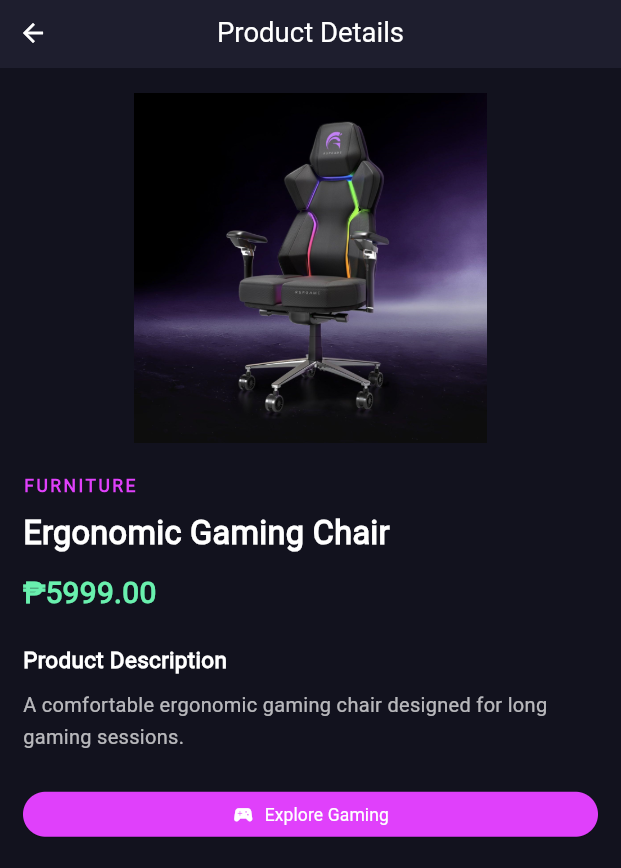 Product Details
FURNITURE
Ergonomic Gaming Chair
₱5999.00
Product Description
A comfortable ergonomic gaming chair designed for long
gaming sessions.
Explore Gaming